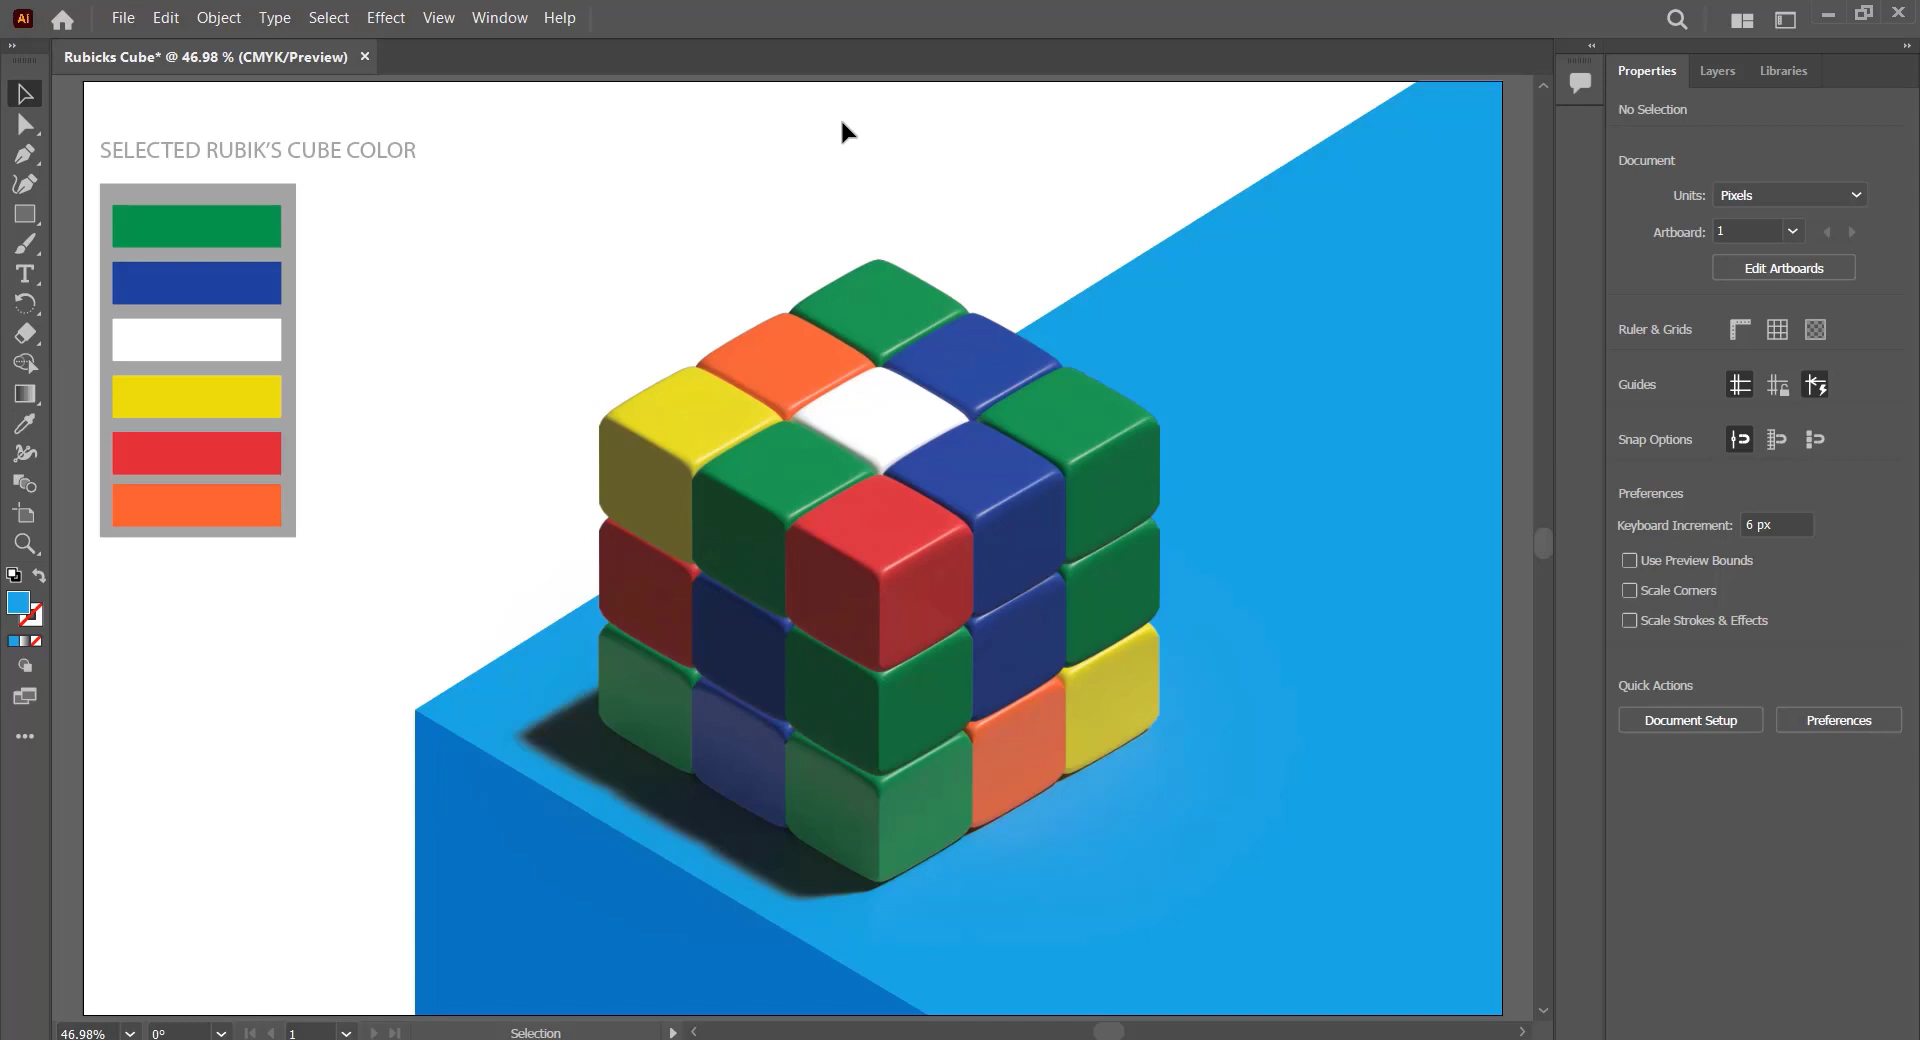 Ai
File Edit Object Type Select Effect View Window Help
Rubicks Cube* @ 46.98 % (CMYK/Preview) ×
Properties Layers Libraries
No Selection
SELECTED RUBIK'S CUBE COLOR
Document
Units: Pixels
Artboard: 1
Edit Artboards
Ruler & Grids
Guides
Snap Options
Preferences
Keyboard Increment: 6 px
Use Preview Bounds
Scale Corners
Scale Strokes & Effects
Quick Actions
Document Setup Preferences
46.98% 0° 1 Selection